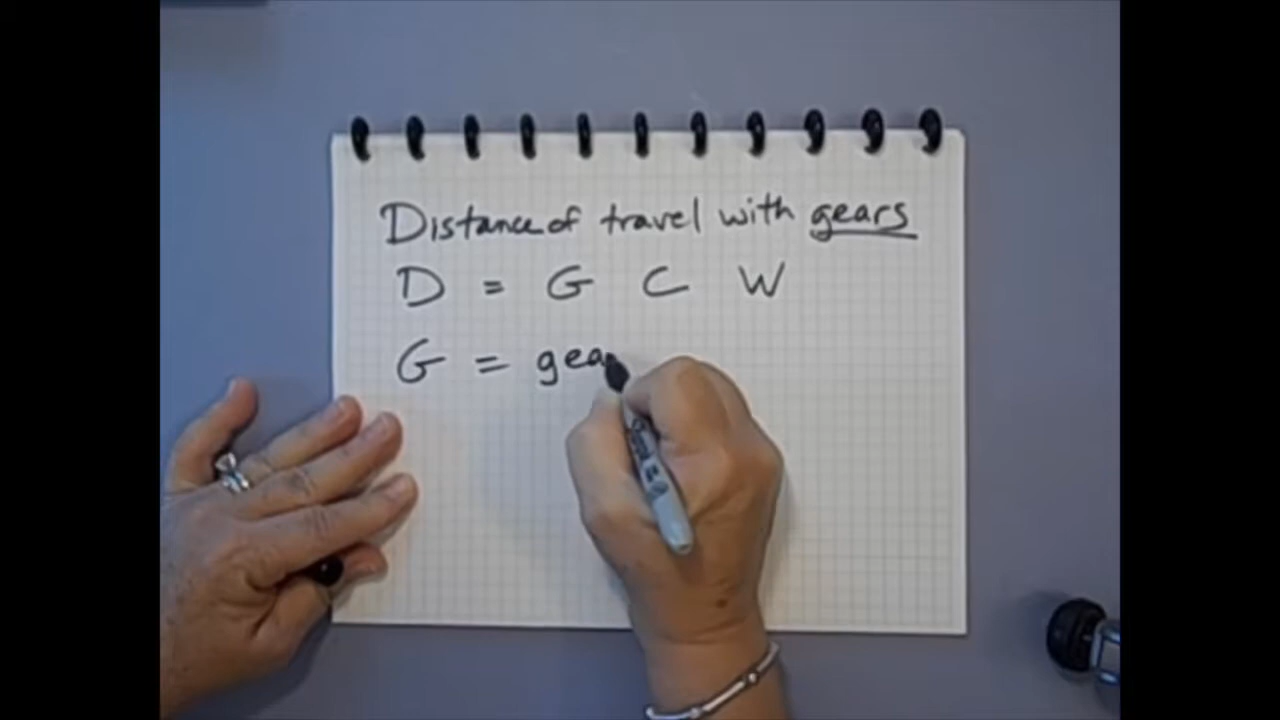 Distance of travel with gears
D = G C W
G = gea